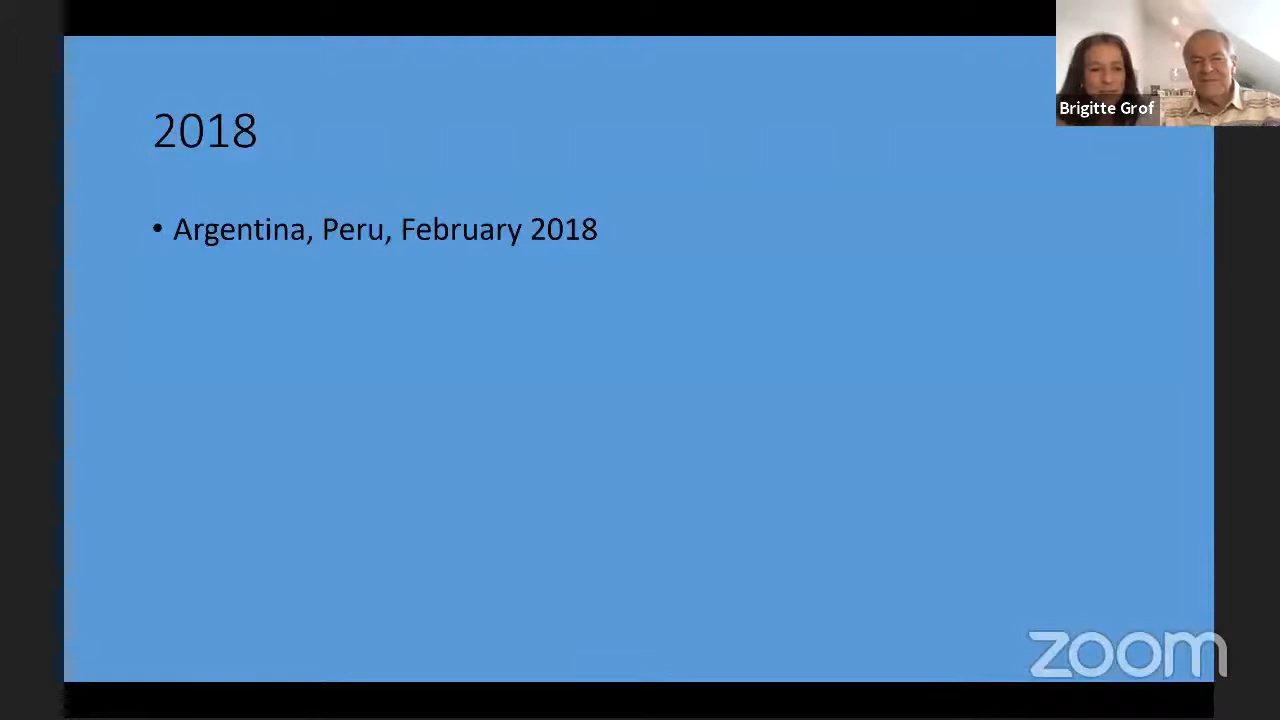 Brigitte Grof
2018
• Argentina, Peru, February 2018
zoom